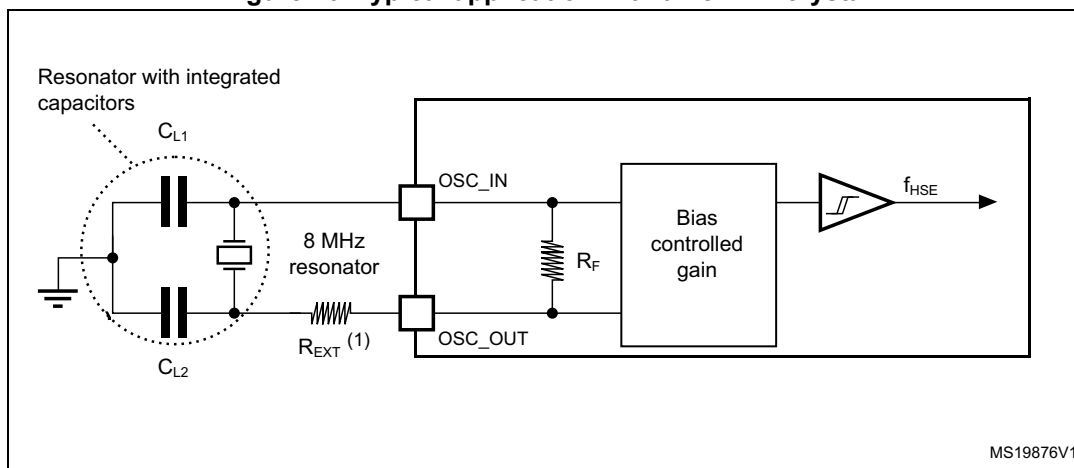 Resonator with integrated
capacitors
CL1
OSC_IN
fHSE
8 MHz
resonator
RF
Bias
controlled
gain
REXT (1)
OSC_OUT
CL2
MS19876V1